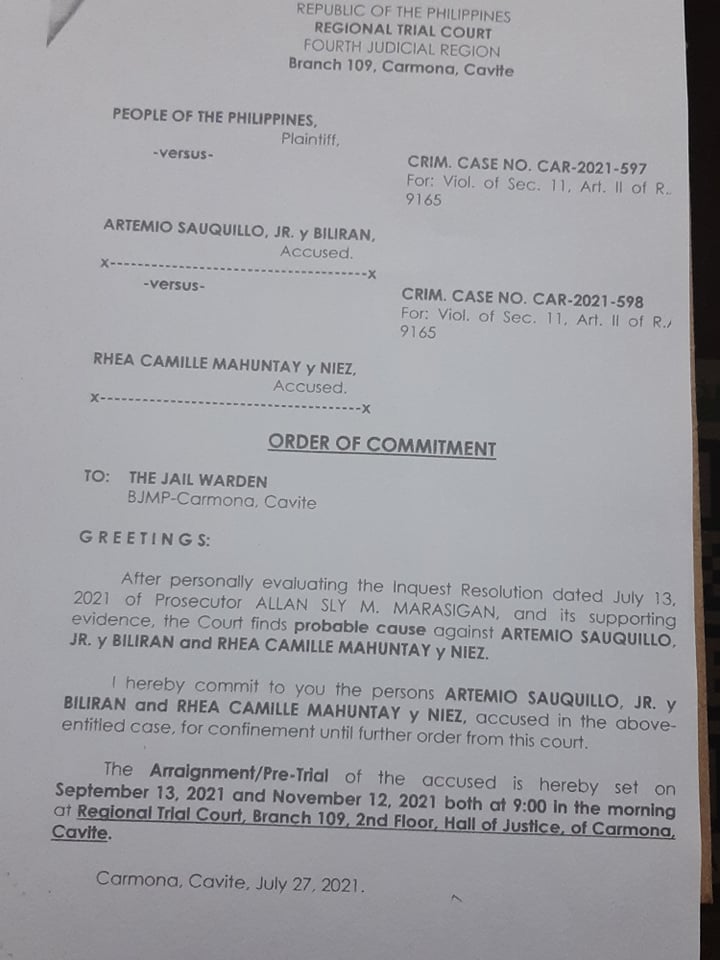 REPUBLIC OF THE PHILIPPINES
REGIONAL TRIAL COURT
FOURTH JUDICIAL REGION
Branch 109, Carmona, Cavite
PEOPLE OF THE PHILIPPINES,
Plaintiff,
-versus-
CRIM. CASE NO. CAR-2021-597
For: Viol. of Sec. 11, Art. II of R.
9165
ARTEMIO SAUQUILLO, JR. y BILIRAN,
Accused.
x-------------------------------------x
-versus-
CRIM. CASE NO. CAR-2021-598
For: Viol. of Sec. 11, Art. II of R.
9165
RHEA CAMILLE MAHUNTAY y NIEZ,
Accused.
x-------------------------------------x
ORDER OF COMMITMENT
TO: THE JAIL WARDEN
BJMP-Carmona, Cavite
G R E E T I N G S:
After personally evaluating the Inquest Resolution dated July 13,
2021 of Prosecutor ALLAN SLY M. MARASIGAN, and its supporting
evidence, the Court finds probable cause against ARTEMIO SAUQUILLO,
JR. y BILIRAN and RHEA CAMILLE MAHUNTAY y NIEZ.
I hereby commit to you the persons ARTEMIO SAUQUILLO, JR. y
BILIRAN and RHEA CAMILLE MAHUNTAY y NIEZ, accused in the above-
entitled case, for confinement until further order from this court.
The Arraignment/Pre-Trial of the accused is hereby set on
September 13, 2021 and November 12, 2021 both at 9:00 in the morning
at Regional Trial Court, Branch 109, 2nd Floor, Hall of Justice, of Carmona,
Cavite.
Carmona, Cavite, July 27, 2021.